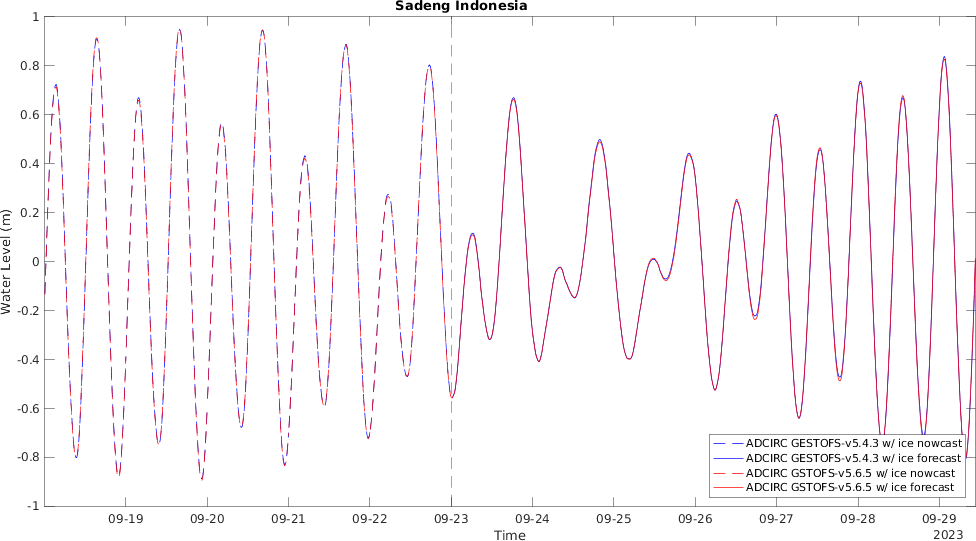 Sadeng Indonesia
1
0.8
0.6
0.4
0.2
0
-0.2
-0.4
-0.6
-0.8
-1
Water Level (m)
ADCIRC GESTOFS-v5.4.3 w/ ice nowcast
ADCIRC GESTOFS-v5.4.3 w/ ice forecast
ADCIRC GSTOFS-v5.6.5 w/ ice nowcast
ADCIRC GSTOFS-v5.6.5 w/ ice forecast
09-19 09-20 09-21 09-22 09-23 09-24 09-25 09-26 09-27 09-28 09-29
Time
2023